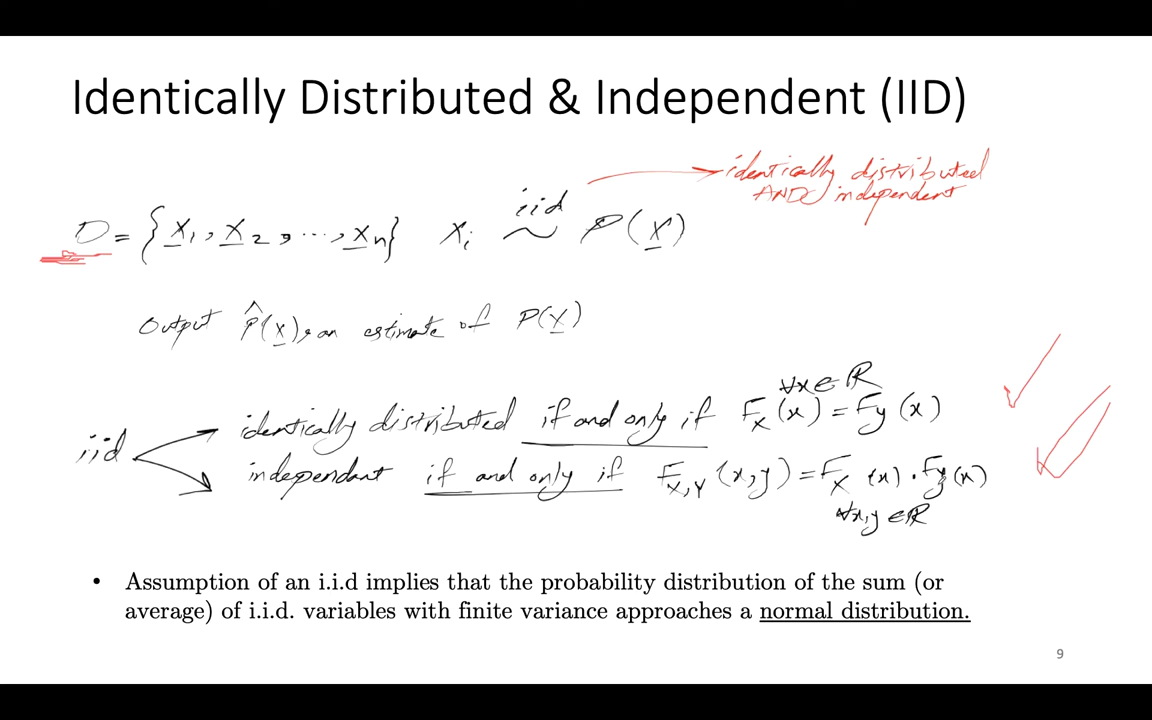 Identically Distributed & Independent (IID)
identically distributed
AND independent
D = {x1, x2, ..., xn} xi iid ~ P(x)
Output P̂(x), an estimate of P(x)
∀x∈ℝ
identically distributed if and only if Fx(x) = Fy(x)
iid
independant if and only if Fx,y(x,y) = Fx(x) . Fy(x)
∀x,y ∈ℝ
• Assumption of an i.i.d implies that the probability distribution of the sum (or
average) of i.i.d. variables with finite variance approaches a normal distribution.
9